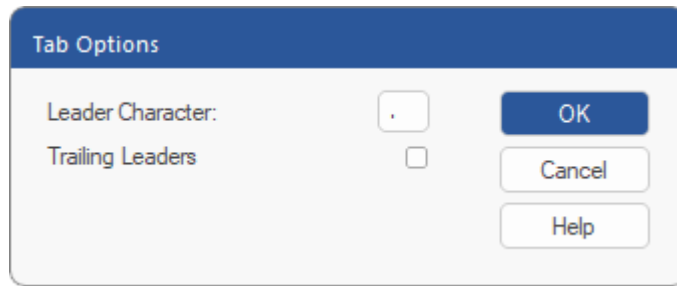 Tab Options
Leader Character: . OK
Trailing Leaders
Cancel
Help